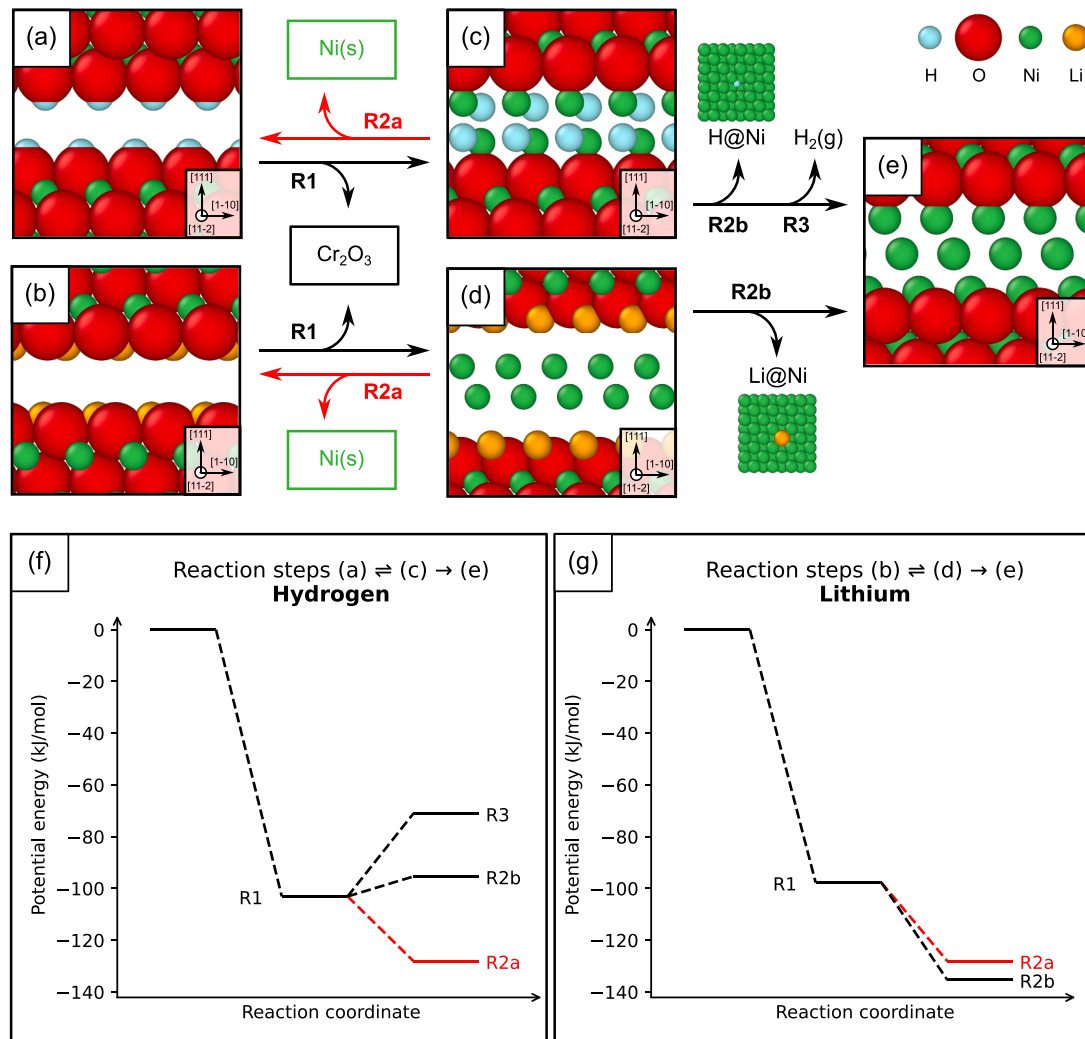 (a)
Ni(s)
(c)
H
O
Ni
Li
R2a
R1
H@Ni
H2(g)
R2b
R3
(e)
[111]
[1-10]
[11-2]
[111]
[1-10]
[11-2]
Cr2O3
(b)
R1
R2a
(d)
R2b
[111]
[1-10]
[11-2]
Li@Ni
Ni(s)
[111]
[1-10]
[11-2]
[111]
[1-10]
[11-2]
(f)
Reaction steps (a) ⇌ (c) → (e)
Hydrogen
Potential energy (kJ/mol)
0
−20
−40
−60
−80
−100
−120
−140
R1
R3
R2b
R2a
Reaction coordinate
(g)
Reaction steps (b) ⇌ (d) → (e)
Lithium
Potential energy (kJ/mol)
0
−20
−40
−60
−80
−100
−120
−140
R1
R2a
R2b
Reaction coordinate